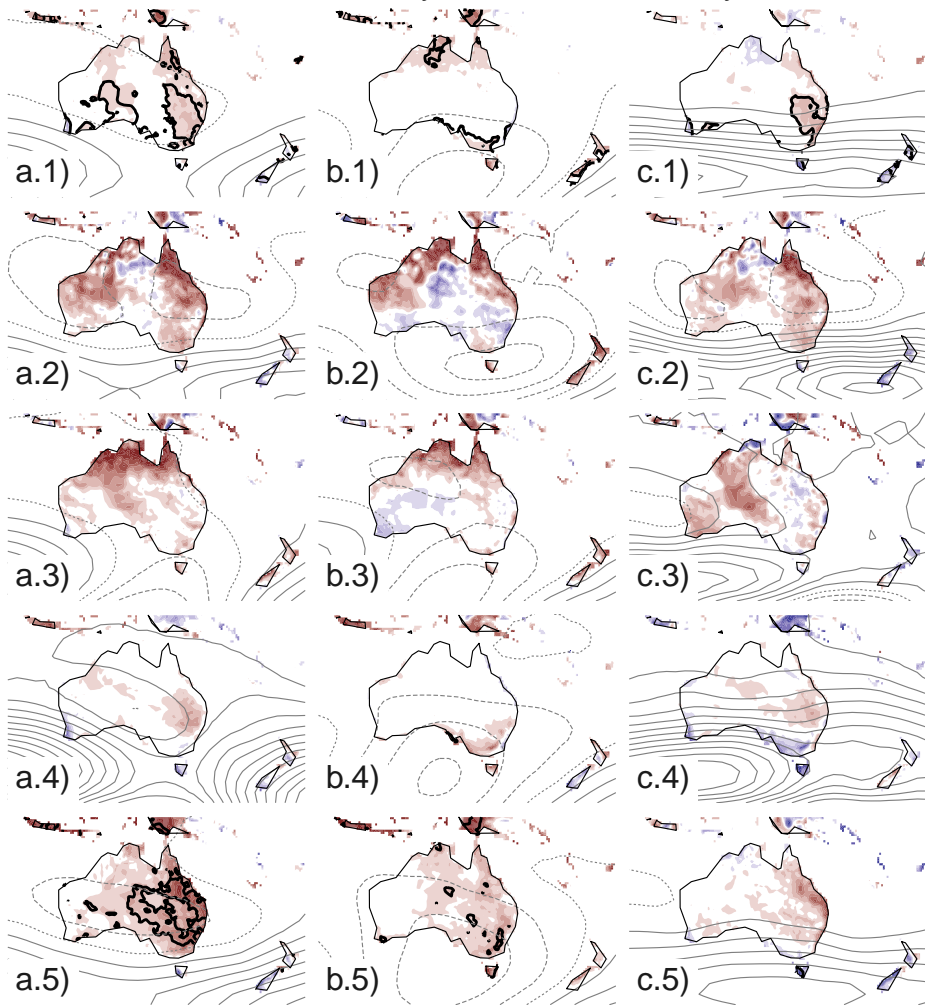 a.1)
b.1)
c.1)
a.2)
b.2)
c.2)
a.3)
b.3)
c.3)
a.4)
b.4)
c.4)
a.5)
b.5)
c.5)